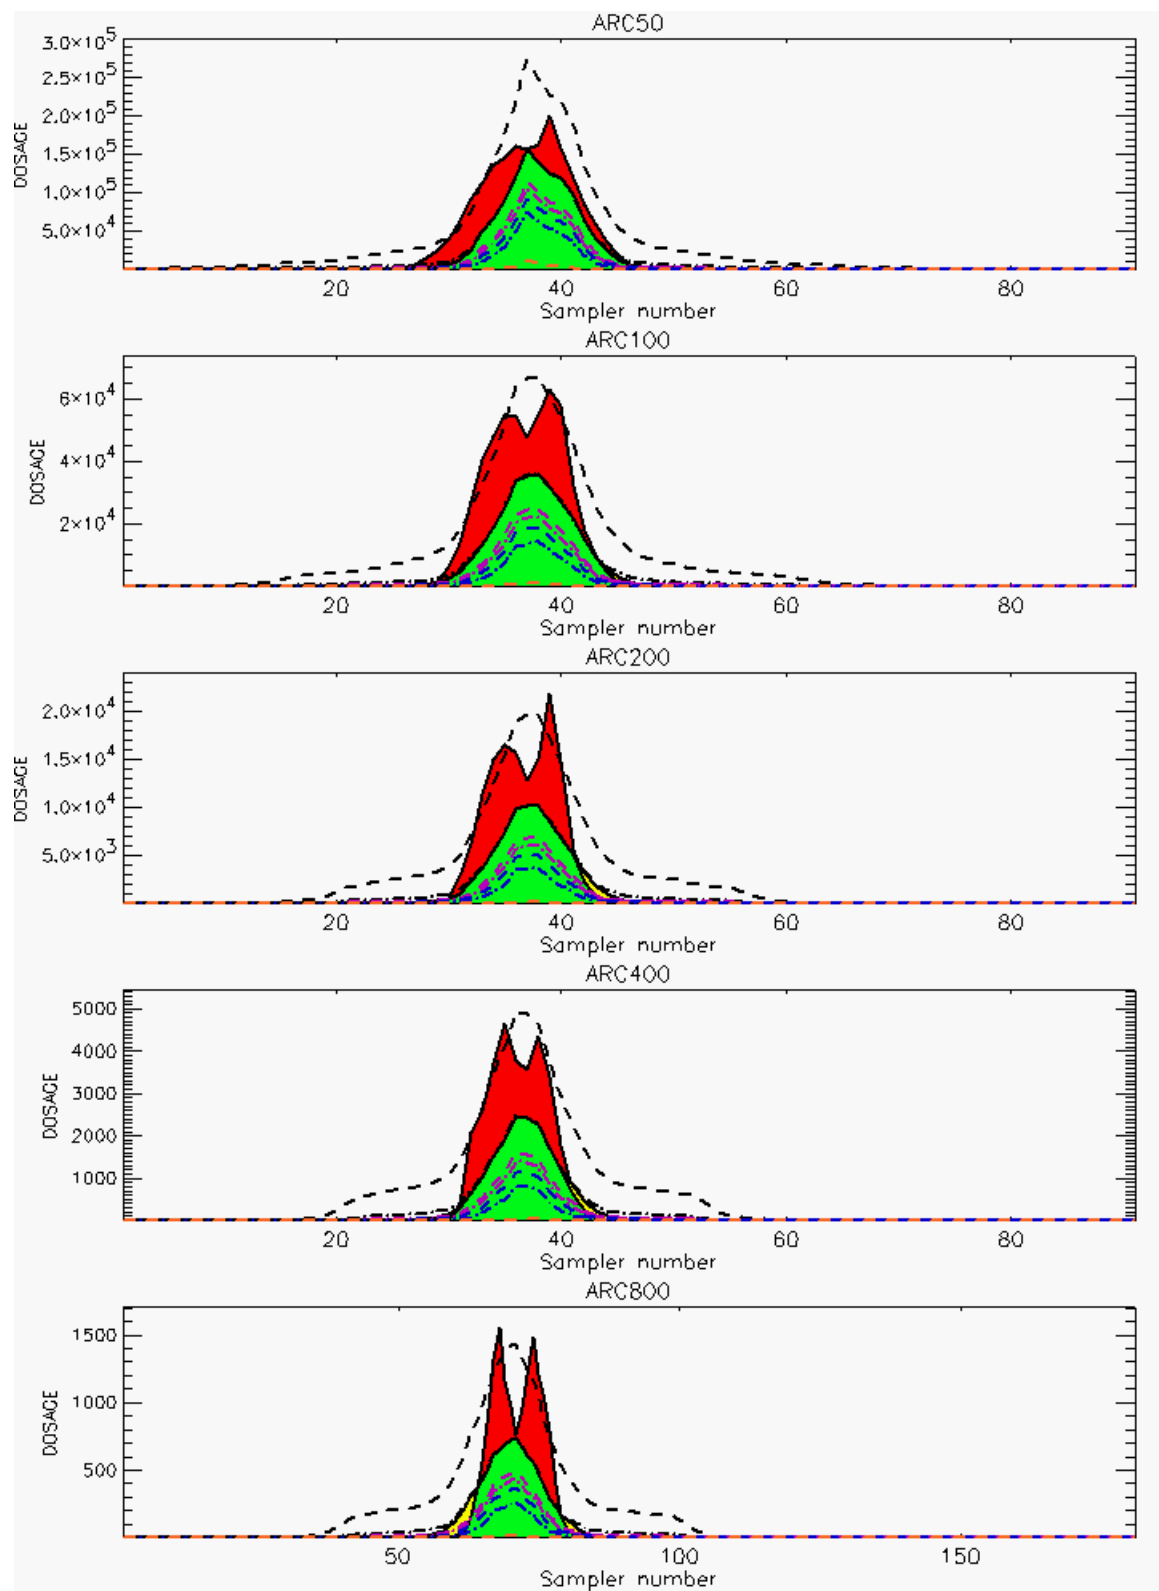 ARC50
3.0×10^5
2.5×10^5
2.0×10^5
1.5×10^5
1.0×10^5
5.0×10^4
DOSAGE
20 40 60 80
Sampler number
ARC100
6×10^4
4×10^4
2×10^4
DOSAGE
20 40 60 80
Sampler number
ARC200
2.0×10^4
1.5×10^4
1.0×10^4
5.0×10^3
DOSAGE
20 40 60 80
Sampler number
ARC400
5000
4000
3000
2000
1000
DOSAGE
20 40 60 80
Sampler number
ARC800
1500
1000
500
DOSAGE
50 100 150
Sampler number